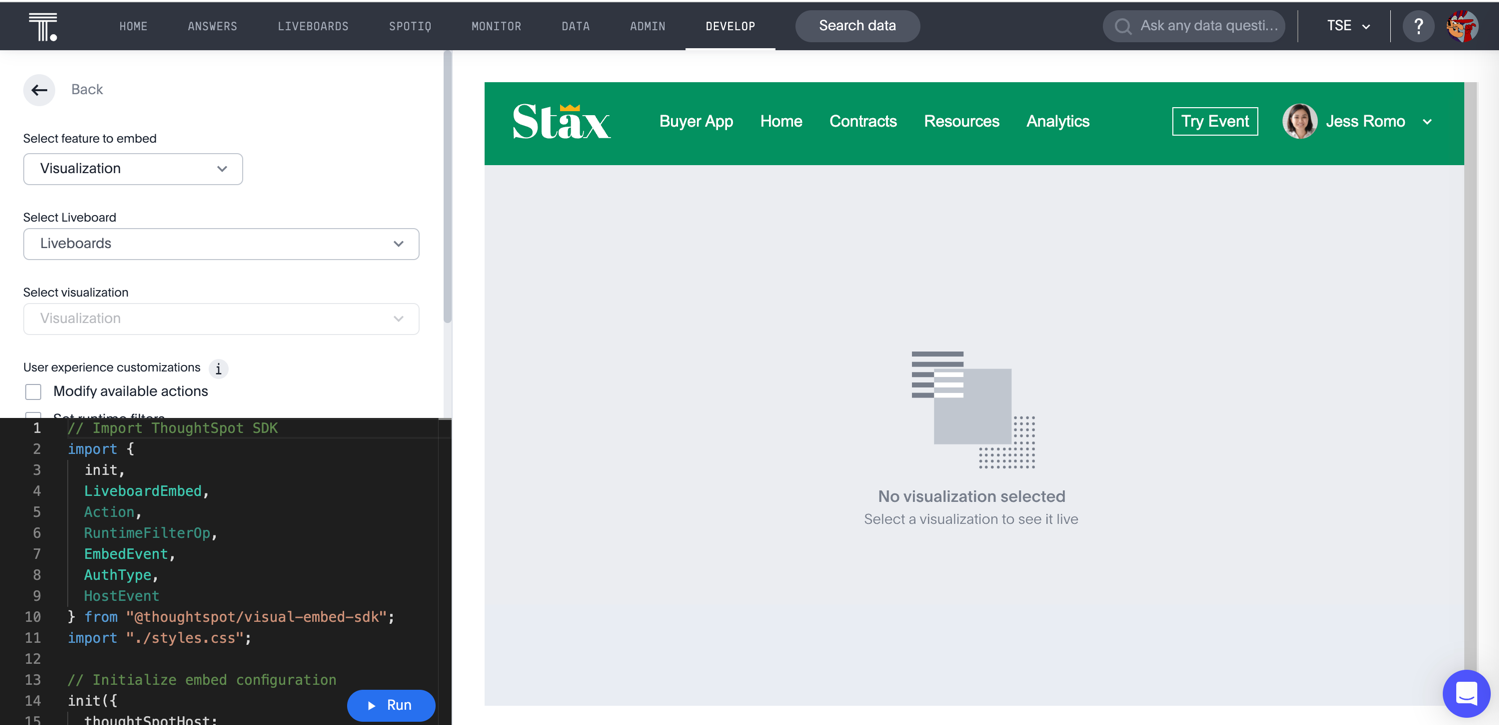 T.
HOME ANSWERS LIVEBOARDS SPOTIQ MONITOR DATA ADMIN DEVELOP Search data Ask any data questi... TSE ?
Back
Select feature to embed
Visualization
Select Liveboard
Liveboards
Select visualization
Visualization
User experience customizations i
Modify available actions
Set runtime filters
1 // Import ThoughtSpot SDK
2 import {
3 init,
4 LiveboardEmbed,
5 Action,
6 RuntimeFilterOp,
7 EmbedEvent,
8 AuthType,
9 HostEvent
10 } from "@thoughtspot/visual-embed-sdk";
11 import "./styles.css";
12
13 // Initialize embed configuration
14 init({
15 thoughtSpotHost:
Run
Stax Buyer App Home Contracts Resources Analytics Try Event Jess Romo
No visualization selected
Select a visualization to see it live